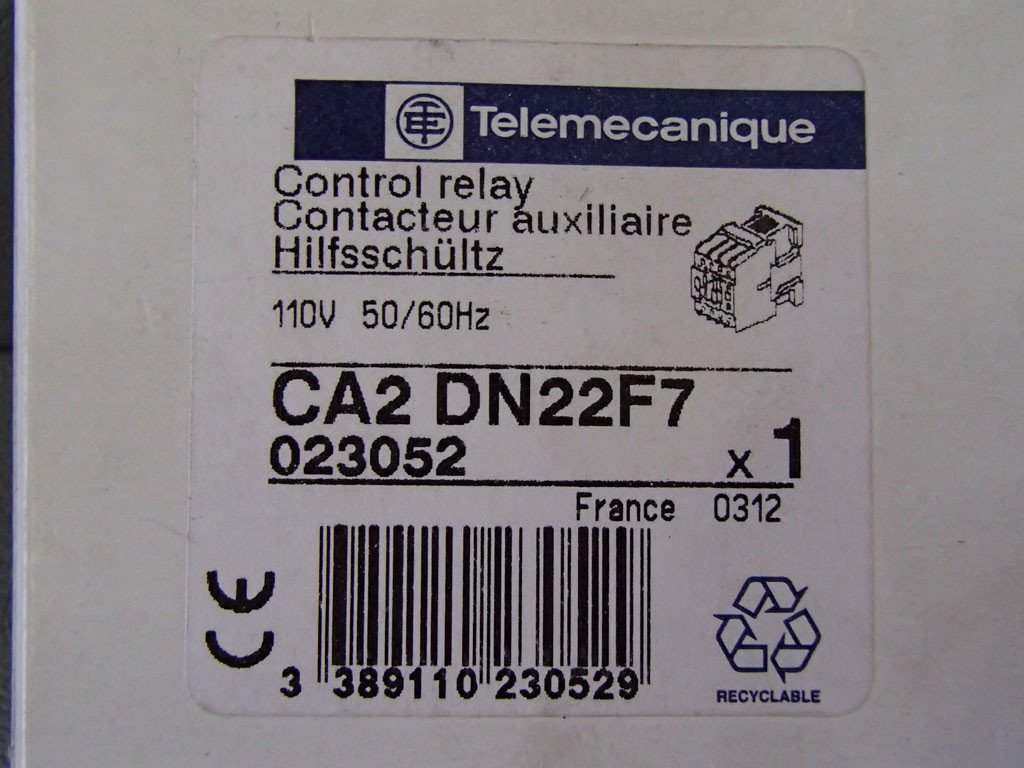 Telemecanique
Control relay
Contacteur auxiliaire
Hilfsschültz
110V 50/60Hz
CA2 DN22F7
023052 x 1
France 0312
CE
3 389110 230529
RECYCLABLE